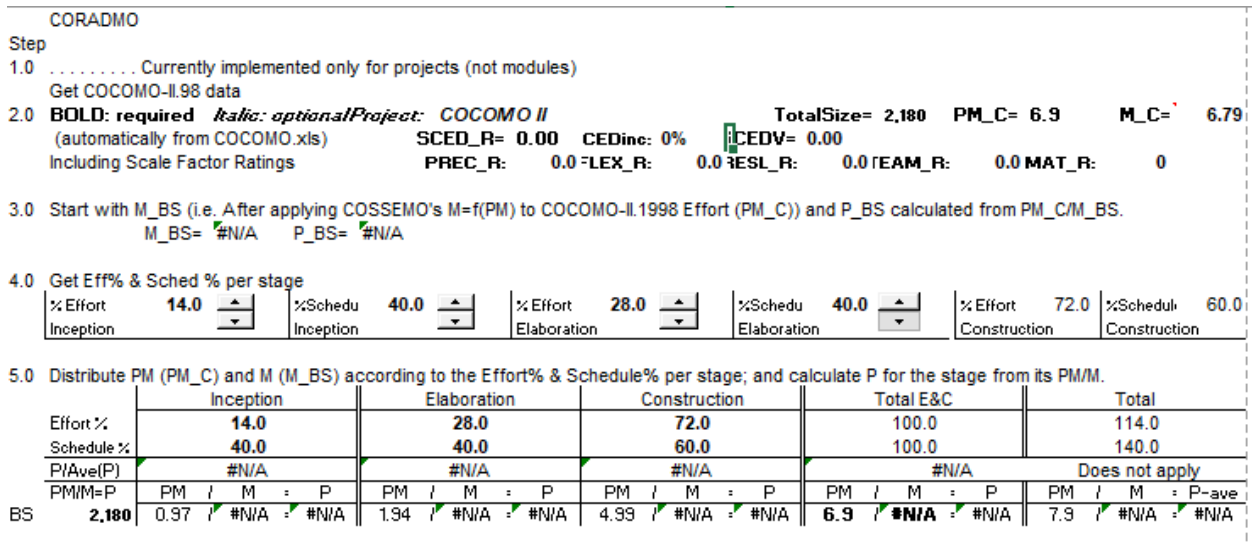 CORADMO
Step
1.0 . . . . . . . . . Currently implemented only for projects (not modules)
Get COCOMO-II.98 data
2.0 BOLD: required Italic: optional Project: COCOMO II TotalSize= 2,180 PM_C= 6.9 M_C= 6.79
(automatically from COCOMO.xls) SCED_R= 0.00 CEDinc: 0% CEDV= 0.00
Including Scale Factor Ratings PREC_R: 0.0 FLEX_R: 0.0 RESL_R: 0.0 TEAM_R: 0.0 MAT_R: 0
3.0 Start with M_BS (i.e. After applying COSSEMO's M=f(PM) to COCOMO-II.1998 Effort (PM_C)) and P_BS calculated from PM_C/M_BS.
M_BS= #N/A P_BS= #N/A
4.0 Get Eff% & Sched % per stage
% Effort 14.0 %Schedu 40.0 % Effort 28.0 %Schedu 40.0 % Effort 72.0 %Schedul 60.0
Inception Inception Elaboration Elaboration Construction Construction
5.0 Distribute PM (PM_C) and M (M_BS) according to the Effort% & Schedule% per stage; and calculate P for the stage from its PM/M.
Inception Elaboration Construction Total E&C Total
Effort % 14.0 28.0 72.0 100.0 114.0
Schedule % 40.0 40.0 60.0 100.0 140.0
P/Ave(P) #N/A #N/A #N/A #N/A Does not apply
PM/M=P PM / M = P PM / M = P PM / M = P PM / M = P PM / M = P-ave
BS 2,180 0.97 / #N/A = #N/A 1.94 / #N/A = #N/A 4.99 / #N/A = #N/A 6.9 / #N/A = #N/A 7.9 / #N/A = #N/A